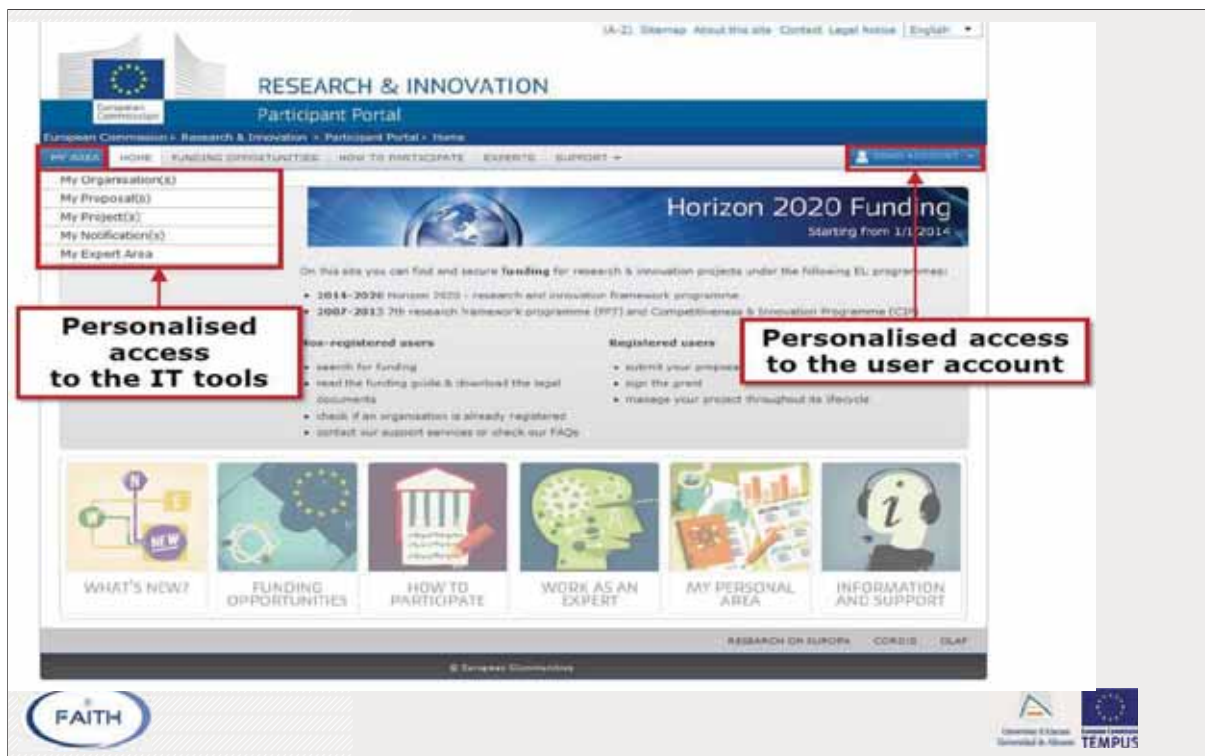 (A-Z) Sitemap About this site Contact Legal Notice English
European
Commission
RESEARCH & INNOVATION
Participant Portal
European Commission > Research & Innovation > Participant Portal > Home
MY AREA HOME FUNDING OPPORTUNITIES HOW TO PARTICIPATE EXPERTS SUPPORT
ACCOUNT
My Organisation(s)
My Proposal(s)
My Project(s)
My Notification(s)
My Expert Area
Horizon 2020 Funding
Starting from 1/1/2014
On this site you can find and secure funding for research & innovation projects under the following EU programmes:
• 2014-2020 Horizon 2020 - research and innovation framework programme
• 2007-2013 7th research framework programme (FP7) and Competitiveness & Innovation Programme (CIP)
Personalised
access
to the IT tools
Personalised access
to the user account
Non-registered users
• search for funding
• read the funding guide & download the legal
documents
• check if an organisation is already registered
• contact our support services or check our FAQs
Registered users
• submit your
• sign the grant
• manage your project throughout its lifecycle
N
E
W
NEW
i
WHAT'S NEW?
FUNDING
OPPORTUNITIES
HOW TO
PARTICIPATE
WORK AS AN
EXPERT
MY PERSONAL
AREA
INFORMATION
AND SUPPORT
RESEARCH ON EUROPA CORDIS OLAF
© European Communities
FAITH
TEMPUS